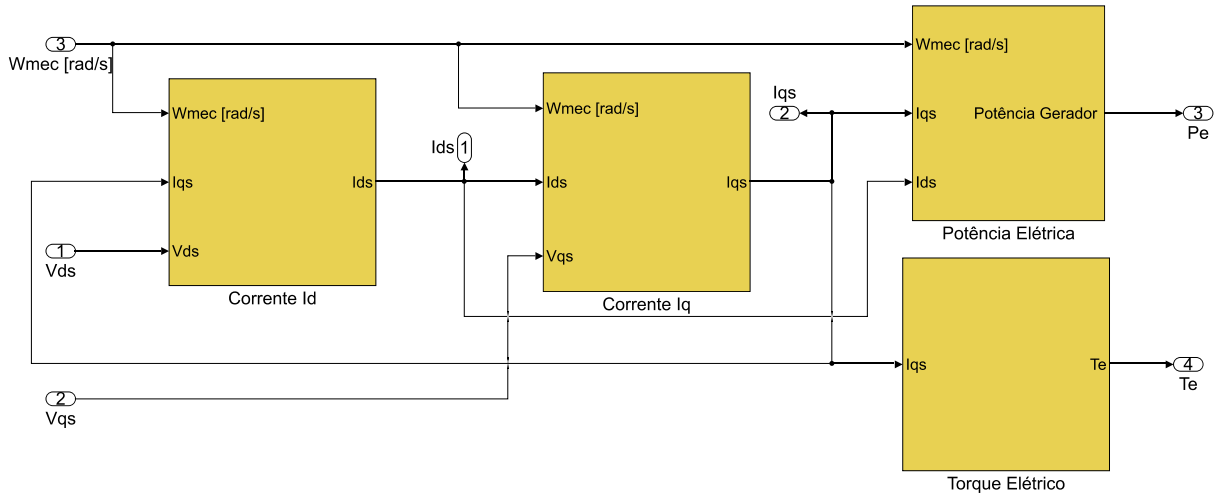 3
Wmec [rad/s]
Wmec [rad/s]
Iqs
Vds
Ids
Corrente Id
1
Vds
2
Vqs
Ids
1
Wmec [rad/s]
Ids
Vqs
Iqs
Corrente Iq
Iqs
2
Wmec [rad/s]
Iqs
Ids
Potência Gerador
Potência Elétrica
3
Pe
Iqs
Te
Torque Elétrico
4
Te